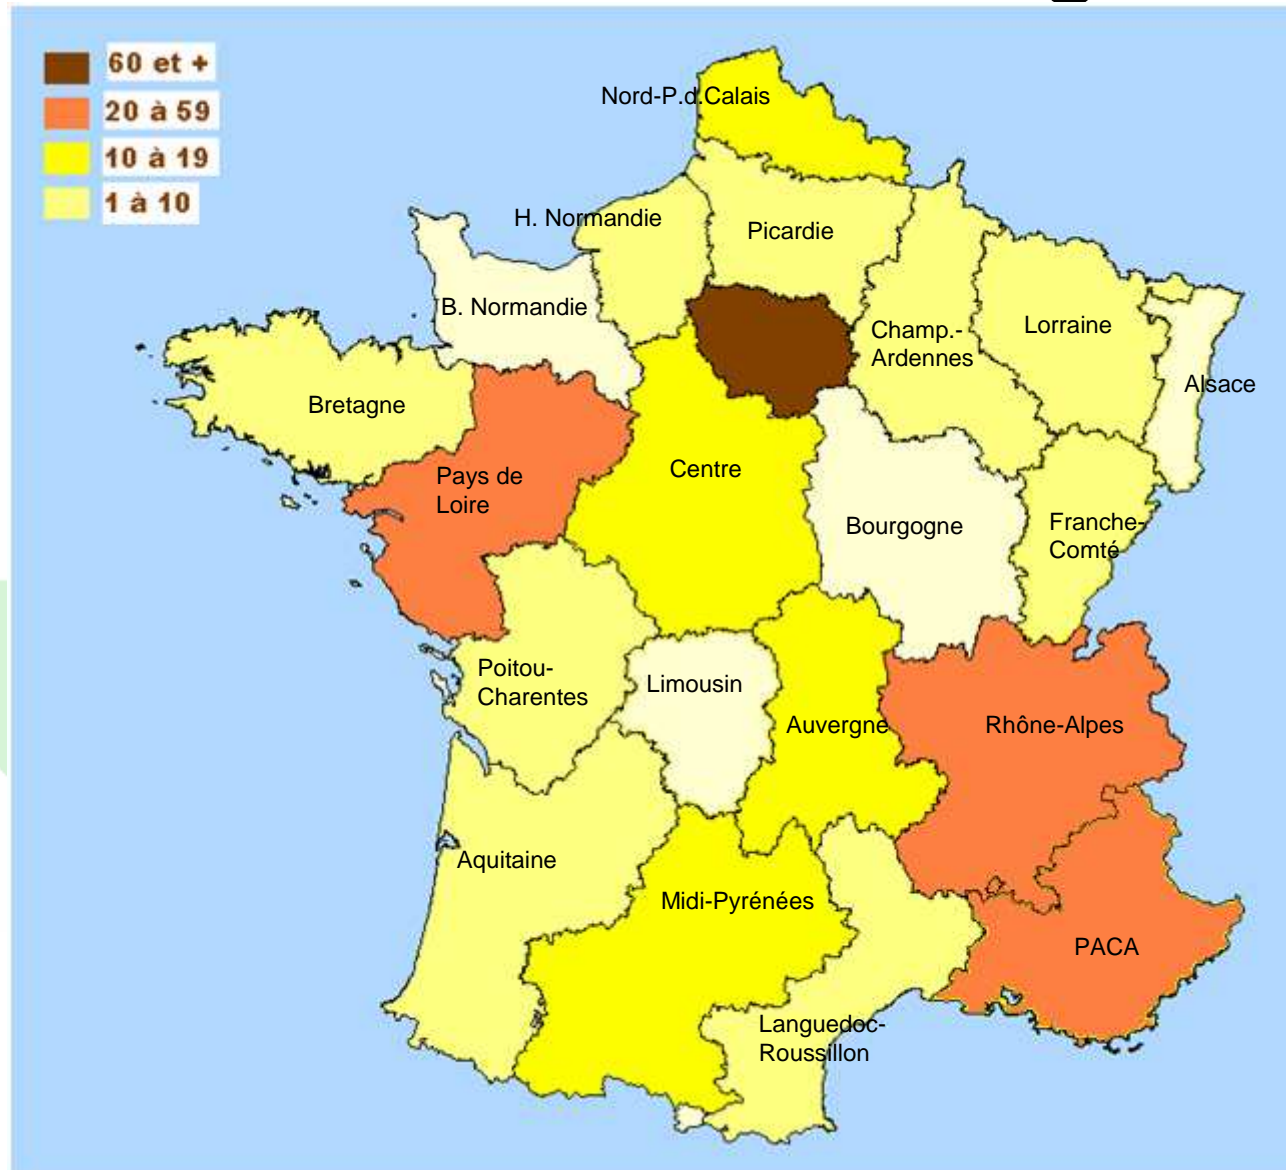 60 et +
20 à 59
10 à 19
1 à 10
Nord-P.d.Calais
H. Normandie
Picardie
B. Normandie
Champ.-
Ardennes
Lorraine
Alsace
Bretagne
Pays de
Loire
Centre
Bourgogne
Franche-
Comté
Poitou-
Charentes
Limousin
Auvergne
Rhône-Alpes
Aquitaine
Midi-Pyrénées
PACA
Languedoc-
Roussillon